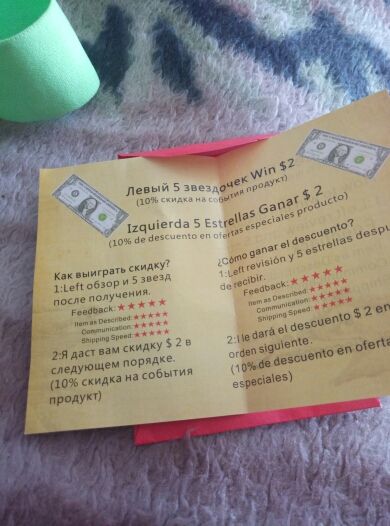 Левый 5 звездочек Win $2
(10% скидка на события продукт)
Izquierda 5 Estrellas Ganar $ 2
(10% de descuento en ofertas especiales producto)
Как выиграть скидку?
1:Left обзор и 5 звезд
после получения.
Feedback:★★★★★
Item as Described:★★★★★
Communication:★★★★★
Shipping Speed:★★★★★
2:Я даст вам скидку $ 2 в
следующем порядке.
(10% скидка на события
продукт)
¿Cómo ganar el descuento?
1:Left revisión y 5 estrellas despu
de recibir.
Feedback:★★★★★
Item as Described:★★★★★
Communication:★★★★★
Shipping Speed:★★★★★
2:le dará el descuento $ 2 en
orden siguiente.
(10% de descuento en oferta
especiales)